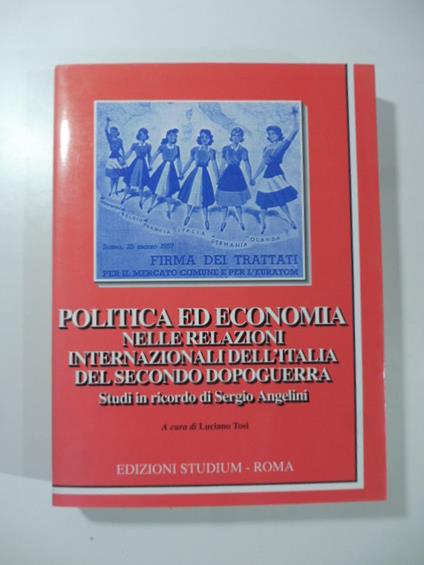 BELGIO FRANCIA ITALIA
GERMANIA OLANDA
Roma, 25 marzo 1957
FIRMA DEI TRATTATI
PER IL MERCATO COMUNE E PER L'EURATOM
POLITICA ED ECONOMIA
NELLE RELAZIONI
INTERNAZIONALI DELL'ITALIA
DEL SECONDO DOPOGUERRA
Studi in ricordo di Sergio Angelini
A cura di Luciano Tosi
EDIZIONI STUDIUM - ROMA